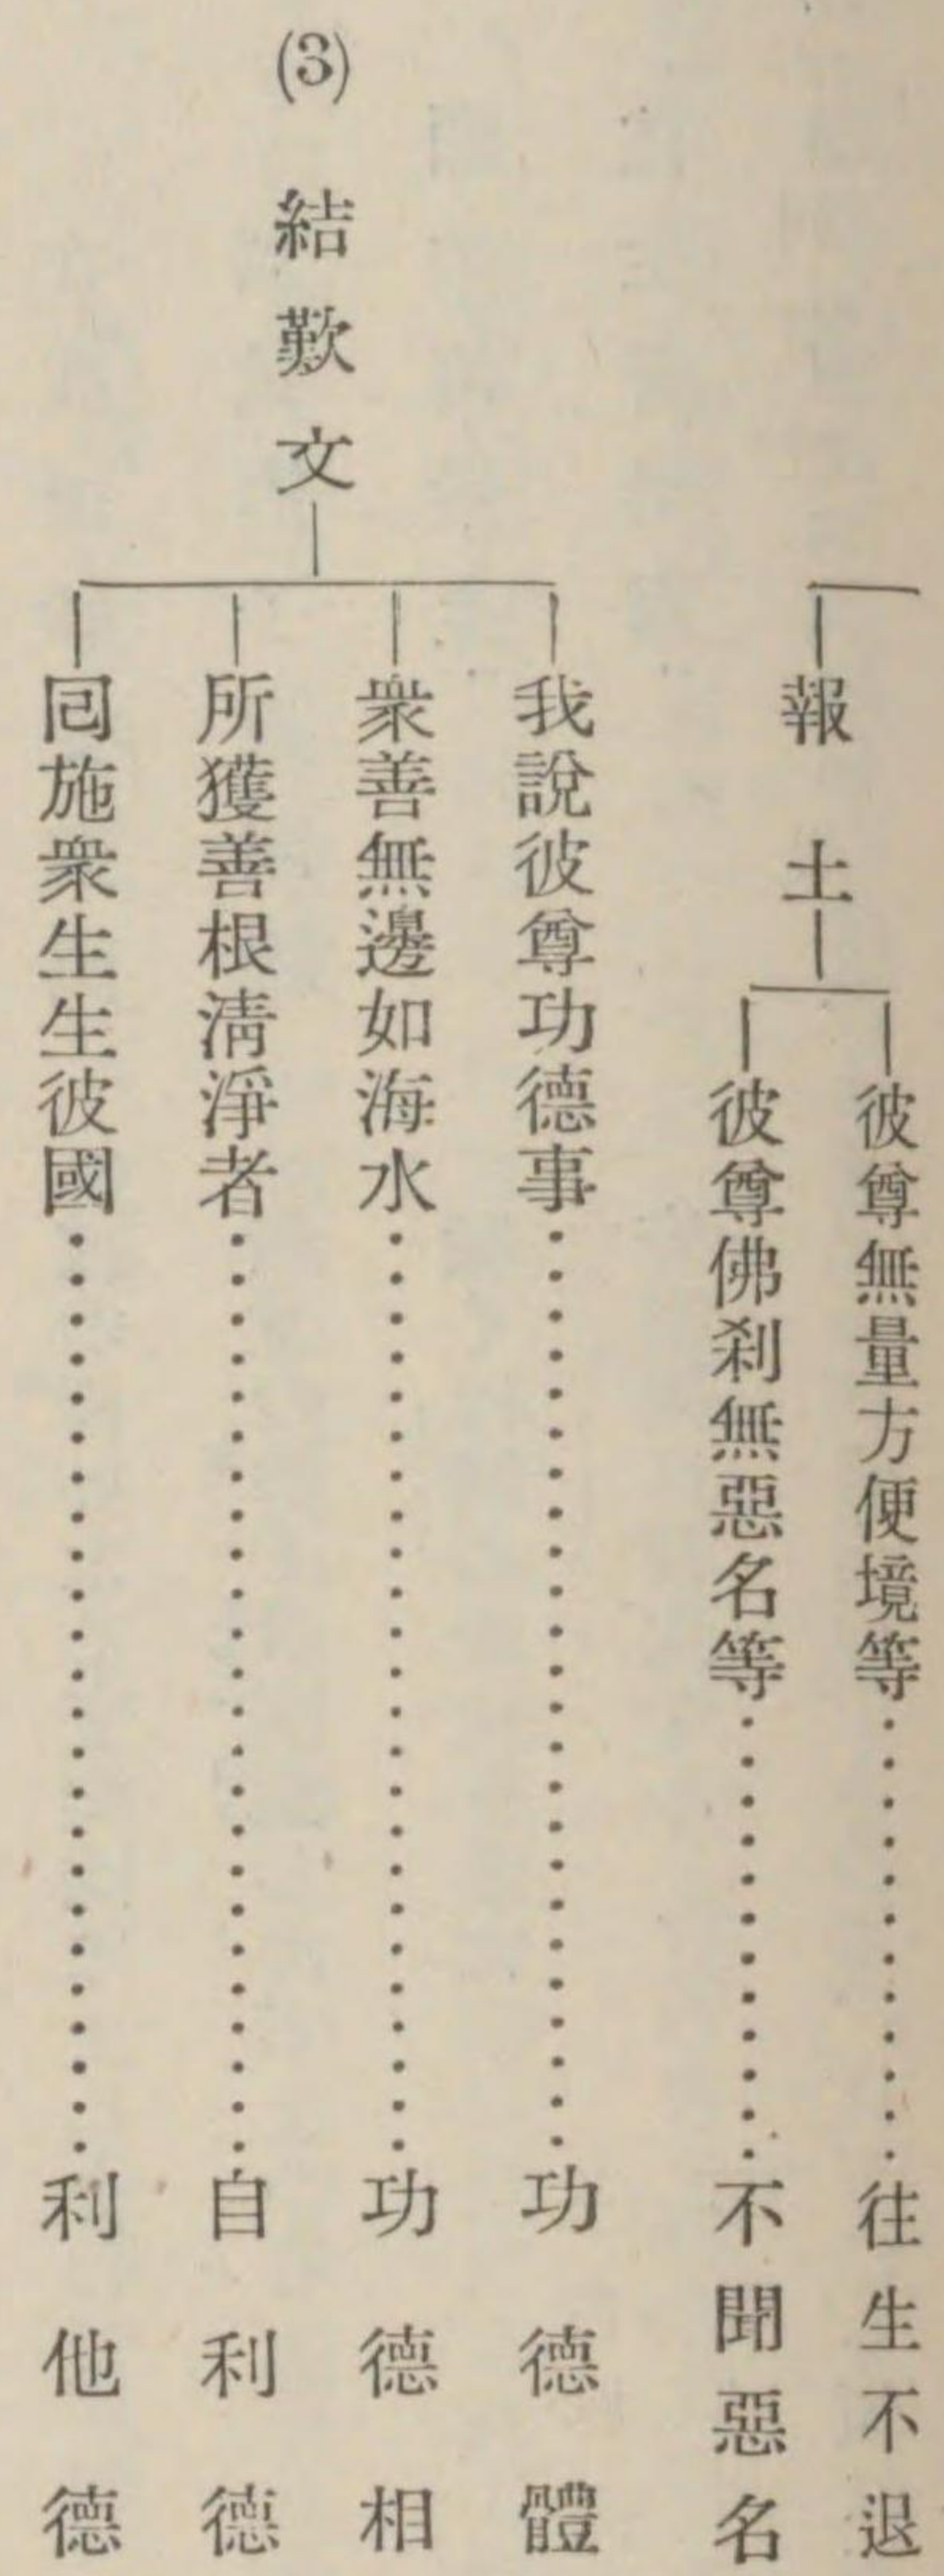 報土
彼尊無量方便境等……………………往生不退
彼尊佛刹無惡名等……………………不聞惡名
(3) 結歎文
我說彼尊功德事……………………功德體
衆善無邊如海水……………………功德相
所獲善根淸淨者……………………自利德
囘施衆生生彼國……………………利他德